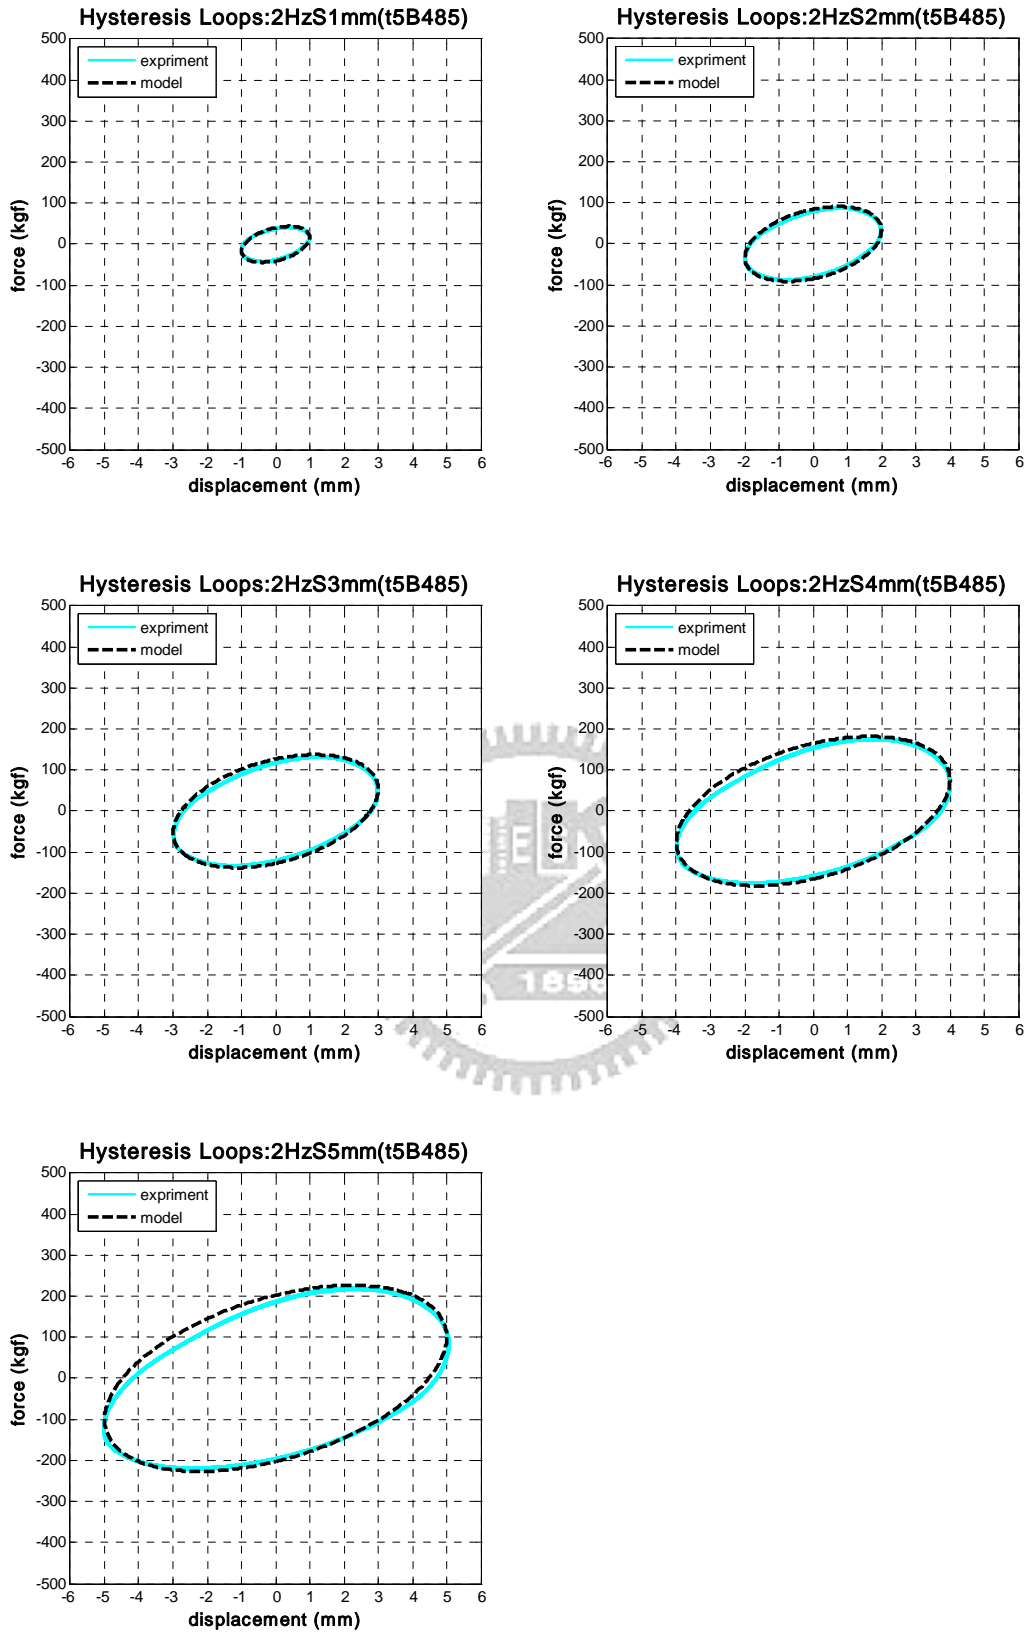 Hysteresis Loops:2HzS1mm(t5B485)
expriment
model
500
400
300
200
100
0
-100
-200
-300
-400
-500
force (kgf)
-6 -5 -4 -3 -2 -1 0 1 2 3 4 5 6
displacement (mm)
Hysteresis Loops:2HzS2mm(t5B485)
expriment
model
500
400
300
200
100
0
-100
-200
-300
-400
-500
force (kgf)
-6 -5 -4 -3 -2 -1 0 1 2 3 4 5 6
displacement (mm)
Hysteresis Loops:2HzS3mm(t5B485)
expriment
model
500
400
300
200
100
0
-100
-200
-300
-400
-500
force (kgf)
-6 -5 -4 -3 -2 -1 0 1 2 3 4 5 6
displacement (mm)
Hysteresis Loops:2HzS4mm(t5B485)
expriment
model
500
400
300
200
100
0
-100
-200
-300
-400
-500
force (kgf)
-6 -5 -4 -3 -2 -1 0 1 2 3 4 5 6
displacement (mm)
Hysteresis Loops:2HzS5mm(t5B485)
expriment
model
500
400
300
200
100
0
-100
-200
-300
-400
-500
force (kgf)
-6 -5 -4 -3 -2 -1 0 1 2 3 4 5 6
displacement (mm)